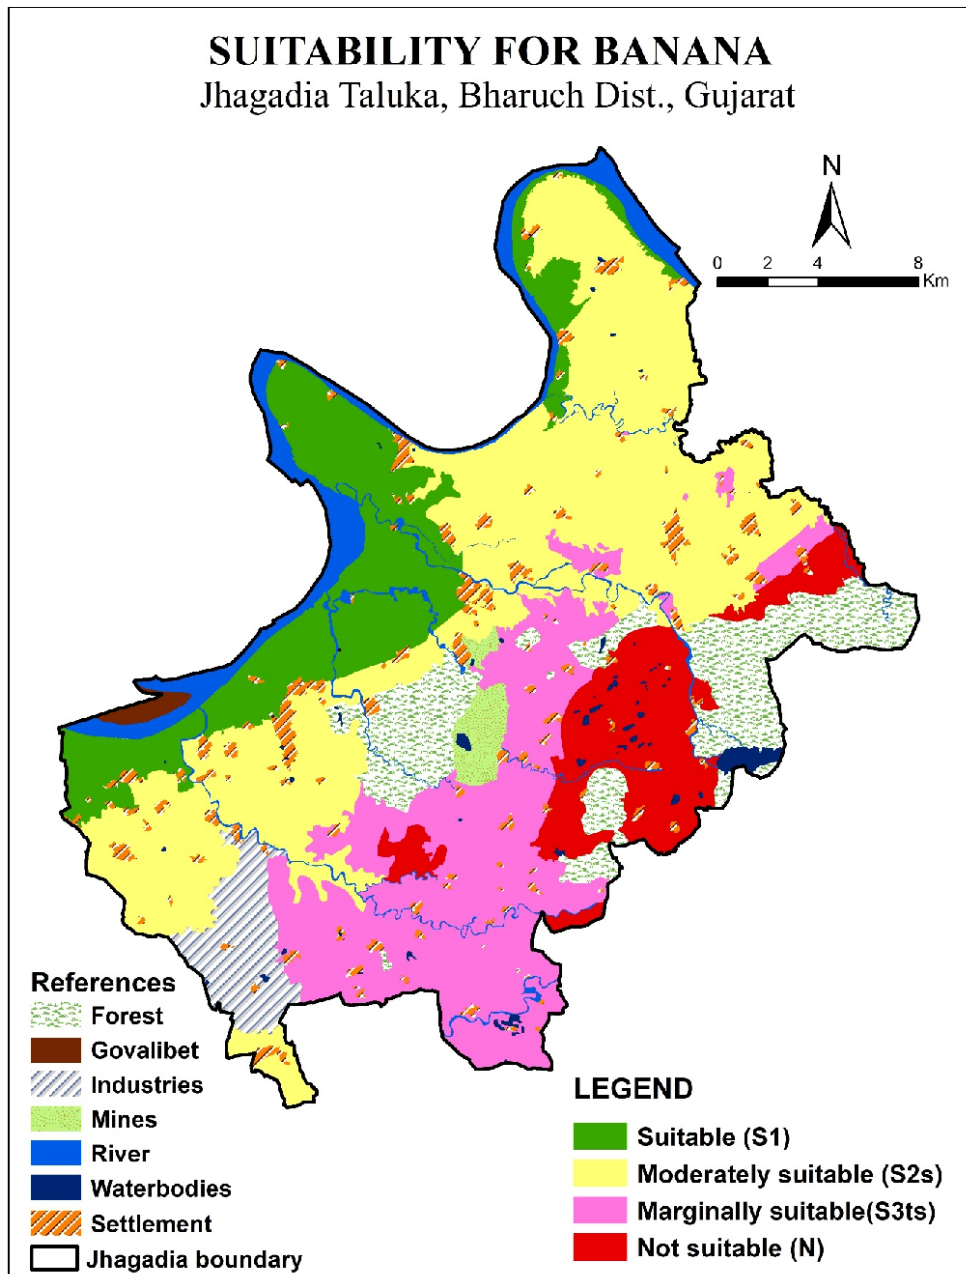 SUITABILITY FOR BANANA
Jhagadia Taluka, Bharuch Dist., Gujarat
N
0 2 4 8
Km
References
Forest
Govalibet
Industries
Mines
River
Waterbodies
Settlement
Jhagadia boundary
LEGEND
Suitable (S1)
Moderately suitable (S2s)
Marginally suitable(S3ts)
Not suitable (N)